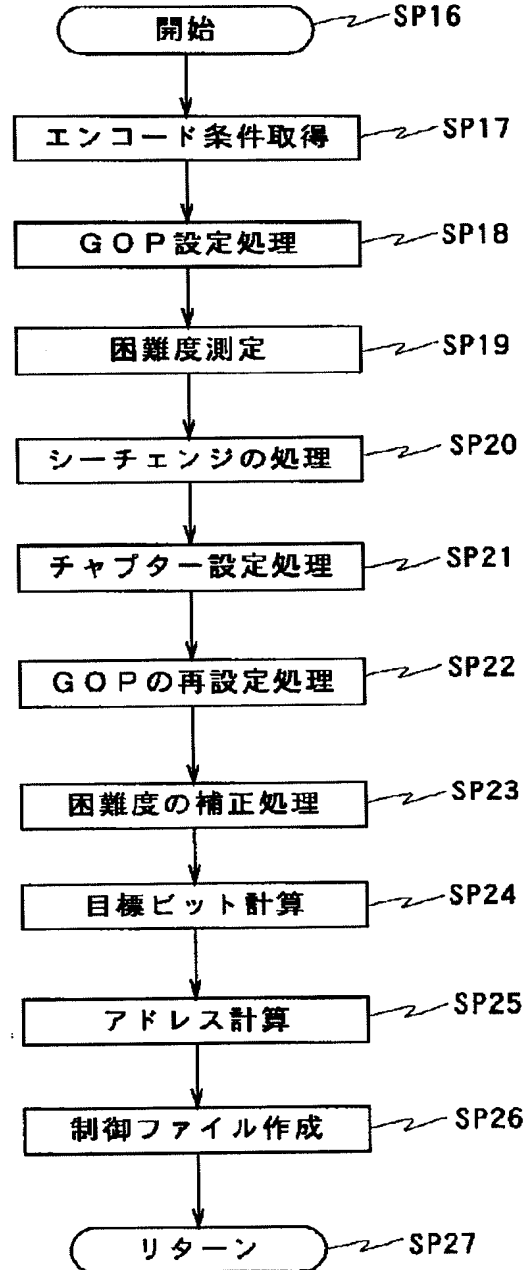 開始 SP16
エンコード条件取得 SP17
GOP設定処理 SP18
困難度測定 SP19
シーチェンジの処理 SP20
チャプター設定処理 SP21
GOPの再設定処理 SP22
困難度の補正処理 SP23
目標ビット計算 SP24
アドレス計算 SP25
制御ファイル作成 SP26
リターン SP27